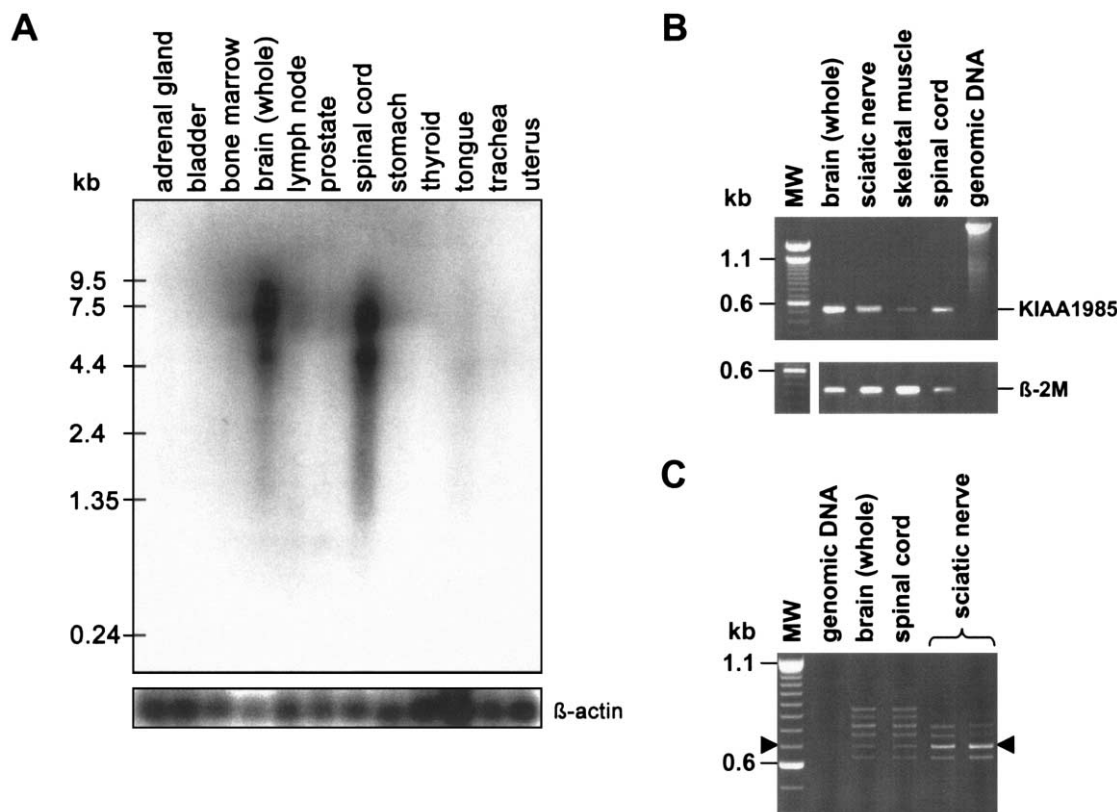 A
adrenal gland
bladder
bone marrow
brain (whole)
lymph node
prostate
spinal cord
stomach
thyroid
tongue
trachea
uterus
kb
9.5
7.5
4.4
2.4
1.35
0.24
ß-actin
B
MW
brain (whole)
sciatic nerve
skeletal muscle
spinal cord
genomic DNA
kb
1.1
0.6
KIAA1985
0.6
ß-2M
C
MW
genomic DNA
brain (whole)
spinal cord
sciatic nerve
kb
1.1
0.6